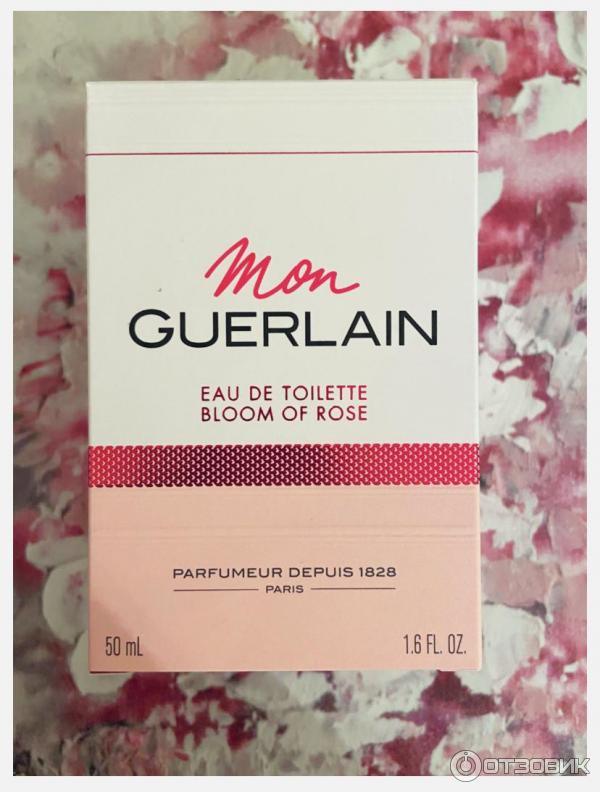 Mon
GUERLAIN
EAU DE TOILETTE
BLOOM OF ROSE
PARFUMEUR DEPUIS 1828
PARIS
50 mL 1.6 FL. OZ.
ОТЗОВИК